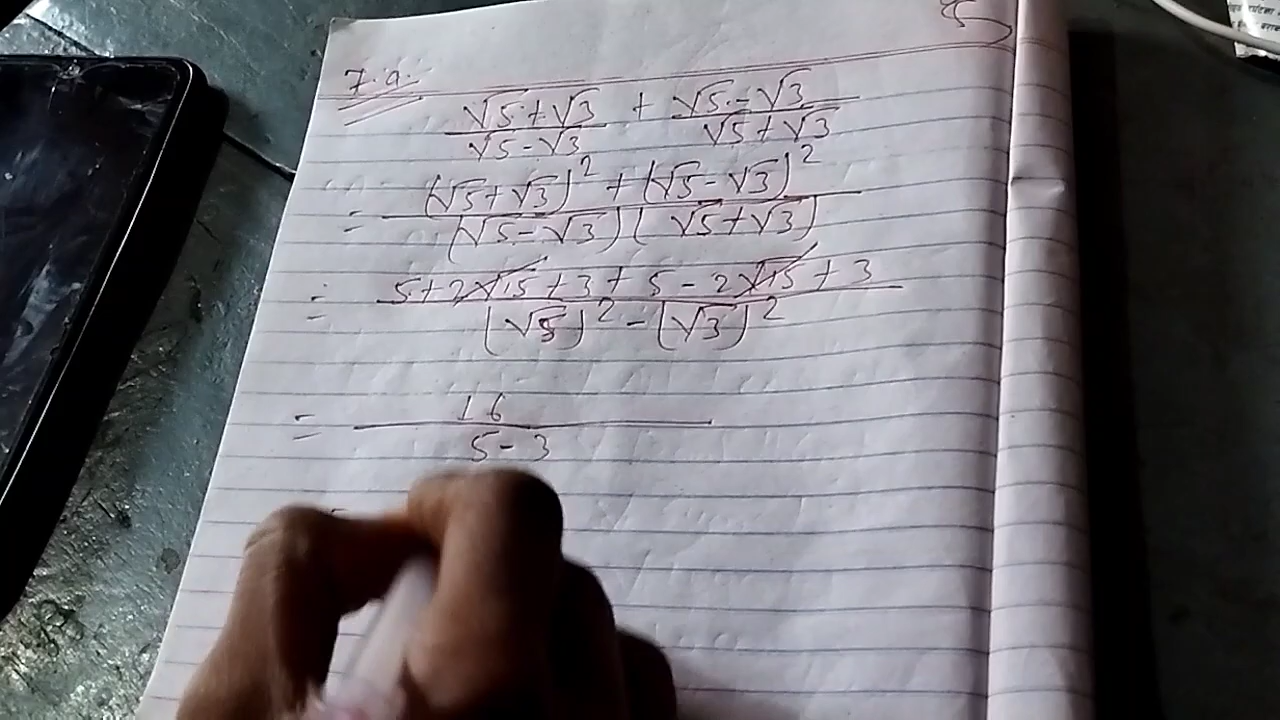 7.a.
(√5+√3)/(√5-√3) + (√5-√3)/(√5+√3)
= ((√5+√3)² + (√5-√3)²)/((√5-√3)(√5+√3))
= (5+2√15+3+5-2√15+3)/((√5)²-(√3)²)
= 16/(5-3)